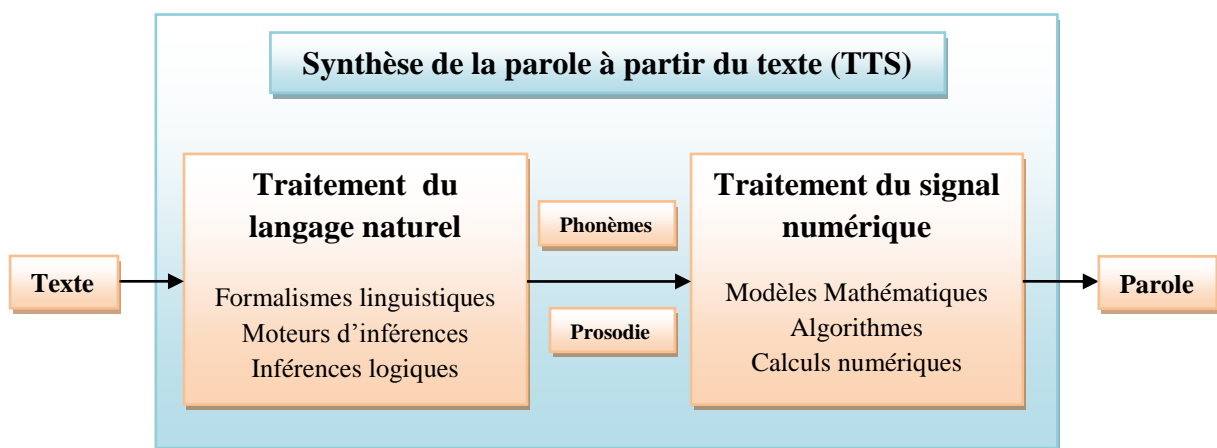 Synthèse de la parole à partir du texte (TTS)
Texte
Traitement du
langage naturel
Formalismes linguistiques
Moteurs d'inférences
Inférences logiques
Phonèmes
Prosodie
Traitement du signal
numérique
Modèles Mathématiques
Algorithmes
Calculs numériques
Parole